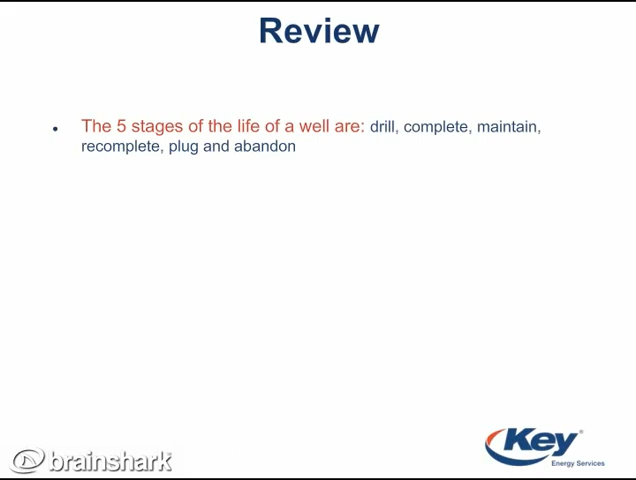 Review
• The 5 stages of the life of a well are: drill, complete, maintain,
recomplete, plug and abandon
Key®
Energy Services
brainshark